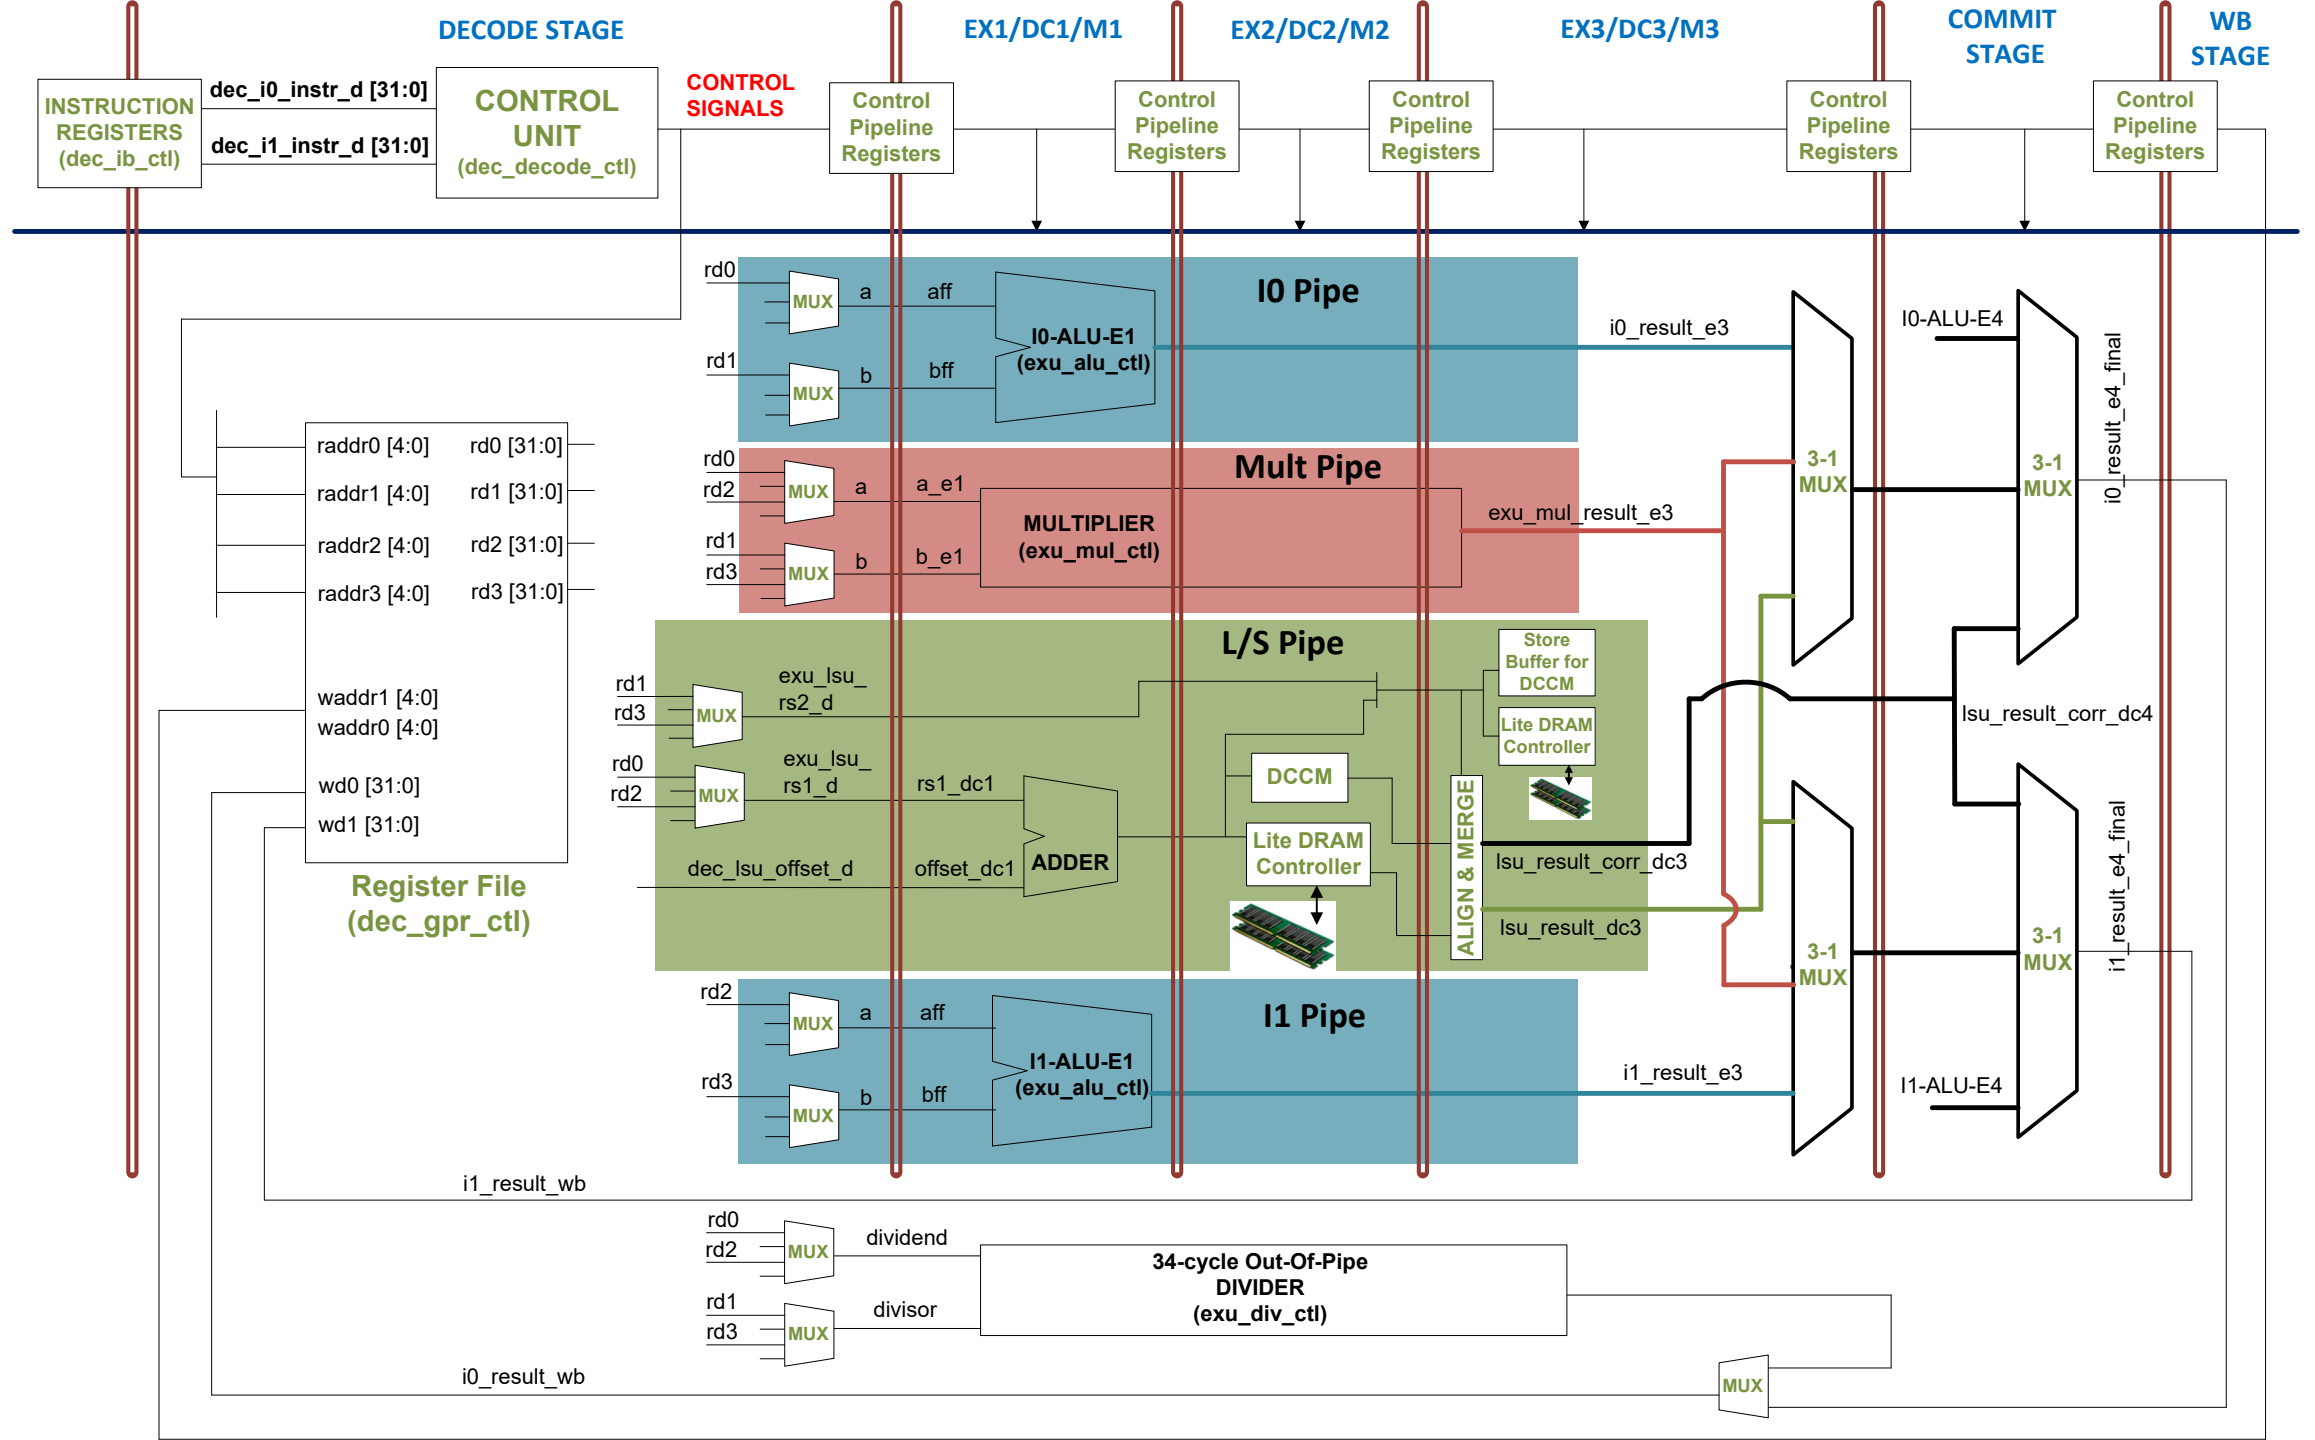 DECODE STAGE
EX1/DC1/M1
EX2/DC2/M2
EX3/DC3/M3
COMMIT
STAGE
WB
STAGE
INSTRUCTION
REGISTERS
(dec_ib_ctl)
dec_i0_instr_d [31:0]
dec_i1_instr_d [31:0]
CONTROL
UNIT
(dec_decode_ctl)
CONTROL
SIGNALS
Control
Pipeline
Registers
Control
Pipeline
Registers
Control
Pipeline
Registers
Control
Pipeline
Registers
Control
Pipeline
Registers
I0 Pipe
rd0
MUX
a
aff
rd1
MUX
b
bff
I0-ALU-E1
(exu_alu_ctl)
i0_result_e3
Mult Pipe
rd0
rd2
MUX
a
a_e1
rd1
rd3
MUX
b
b_e1
MULTIPLIER
(exu_mul_ctl)
exu_mul_result_e3
L/S Pipe
rd1
rd3
MUX
exu_lsu_
rs2_d
rd0
rd2
MUX
exu_lsu_
rs1_d
rs1_dc1
dec_lsu_offset_d
offset_dc1
ADDER
DCCM
Lite DRAM
Controller
ALIGN & MERGE
Store
Buffer for
DCCM
Lite DRAM
Controller
lsu_result_corr_dc3
lsu_result_dc3
I1 Pipe
rd2
MUX
a
aff
rd3
MUX
b
bff
I1-ALU-E1
(exu_alu_ctl)
i1_result_e3
3-1
MUX
3-1
MUX
I0-ALU-E4
3-1
MUX
i0_result_e4_final
lsu_result_corr_dc4
I1-ALU-E4
3-1
MUX
i1_result_e4_final
raddr0 [4:0]
rd0 [31:0]
raddr1 [4:0]
rd1 [31:0]
raddr2 [4:0]
rd2 [31:0]
raddr3 [4:0]
rd3 [31:0]
waddr1 [4:0]
waddr0 [4:0]
wd0 [31:0]
wd1 [31:0]
Register File
(dec_gpr_ctl)
i1_result_wb
rd0
rd2
MUX
dividend
rd1
rd3
MUX
divisor
34-cycle Out-Of-Pipe
DIVIDER
(exu_div_ctl)
i0_result_wb
MUX